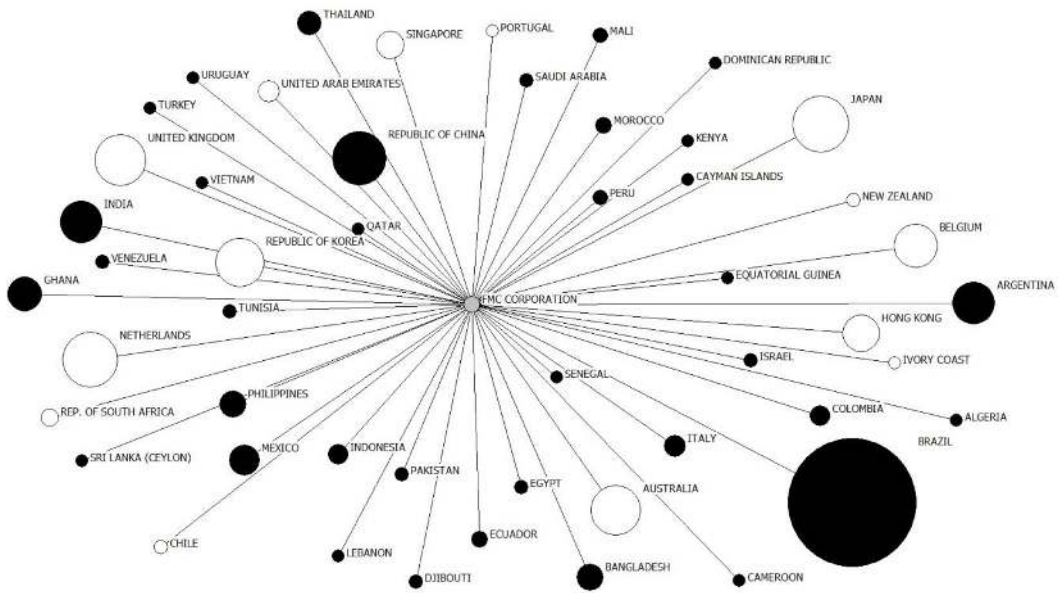 THAILAND
SINGAPORE
PORTUGAL
MALI
DOMINICAN REPUBLIC
URUGUAY
UNITED ARAB EMIRATES
SAUDI ARABIA
TURKEY
JAPAN
UNITED KINGDOM
REPUBLIC OF CHINA
MOROCCO
KENYA
VIETNAM
CAYMAN ISLANDS
PERU
NEW ZEALAND
INDIA
QATAR
BELGIUM
REPUBLIC OF KOREA
VENEZUELA
EQUATORIAL GUINEA
GHANA
ARGENTINA
FMC CORPORATION
TUNISIA
HONG KONG
NETHERLANDS
ISRAEL
IVORY COAST
SENEGAL
PHILIPPINES
REP. OF SOUTH AFRICA
COLOMBIA
ALGERIA
ITALY
BRAZIL
SRI LANKA (CEYLON)
MEXICO
INDONESIA
PAKISTAN
EGYPT
AUSTRALIA
CHILE
ECUADOR
LEBANON
BANGLADESH
DJIBOUTI
CAMEROON